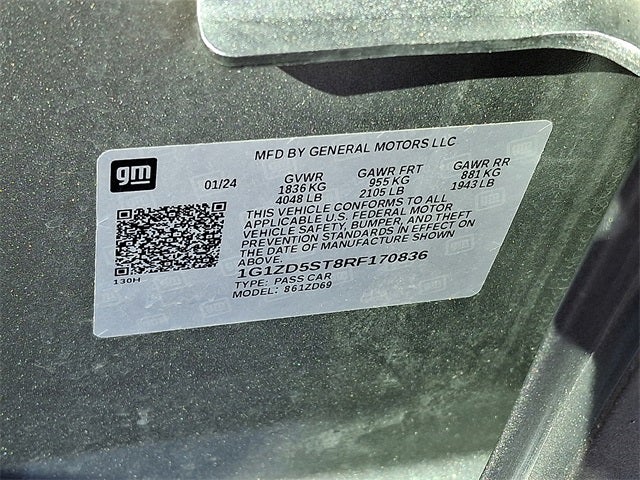 MFD BY GENERAL MOTORS LLC
gm
01/24
GVWR GAWR FRT GAWR RR
1836 KG 955 KG 881 KG
4048 LB 2105 LB 1943 LB
THIS VEHICLE CONFORMS TO ALL
APPLICABLE U.S. FEDERAL MOTOR
VEHICLE SAFETY, BUMPER, AND THEFT
PREVENTION STANDARDS IN EFFECT ON
THE DATE OF MANUFACTURE SHOWN
ABOVE.
1G1ZD5ST8RF170836
130H
TYPE: PASS CAR
MODEL: 861ZD69